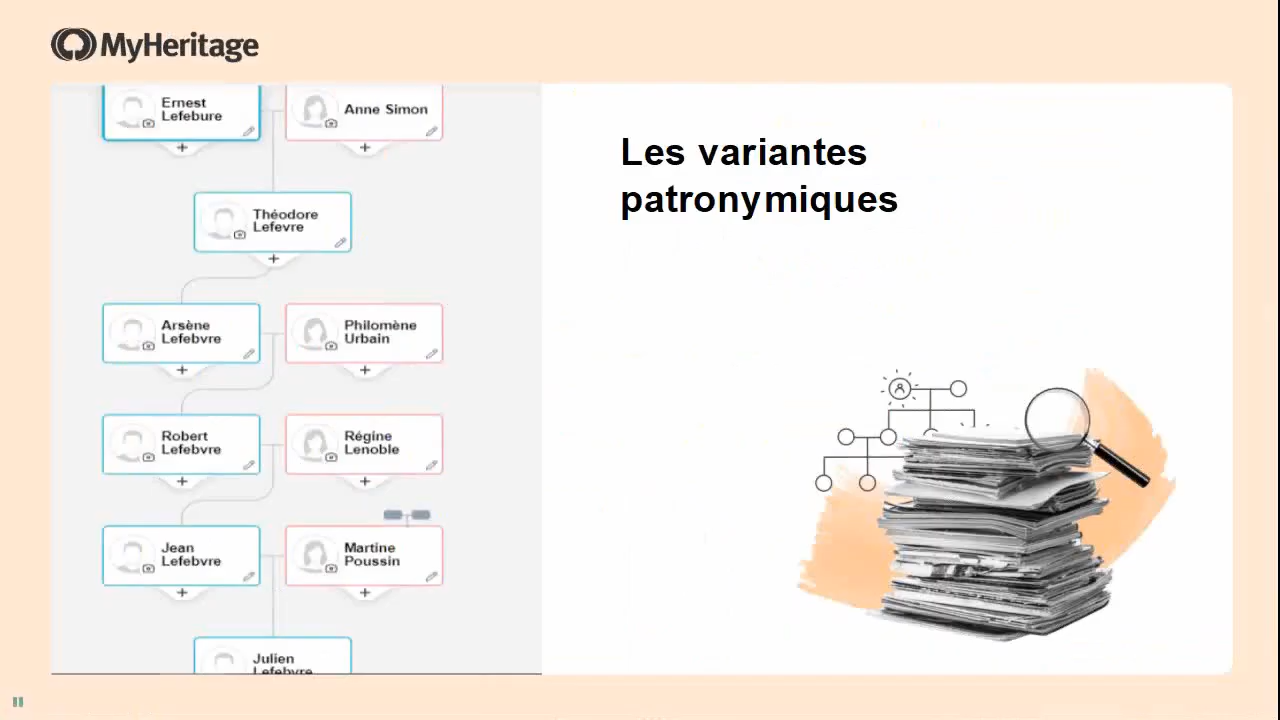 MyHeritage
Ernest
Lefebure
Anne Simon
Théodore
Lefevre
Arsène
Lefebvre
Philomène
Urbain
Robert
Lefebvre
Régine
Lenoble
Jean
Lefebvre
Martine
Poussin
Julien
Lefebvre
Les variantes
patronymiques